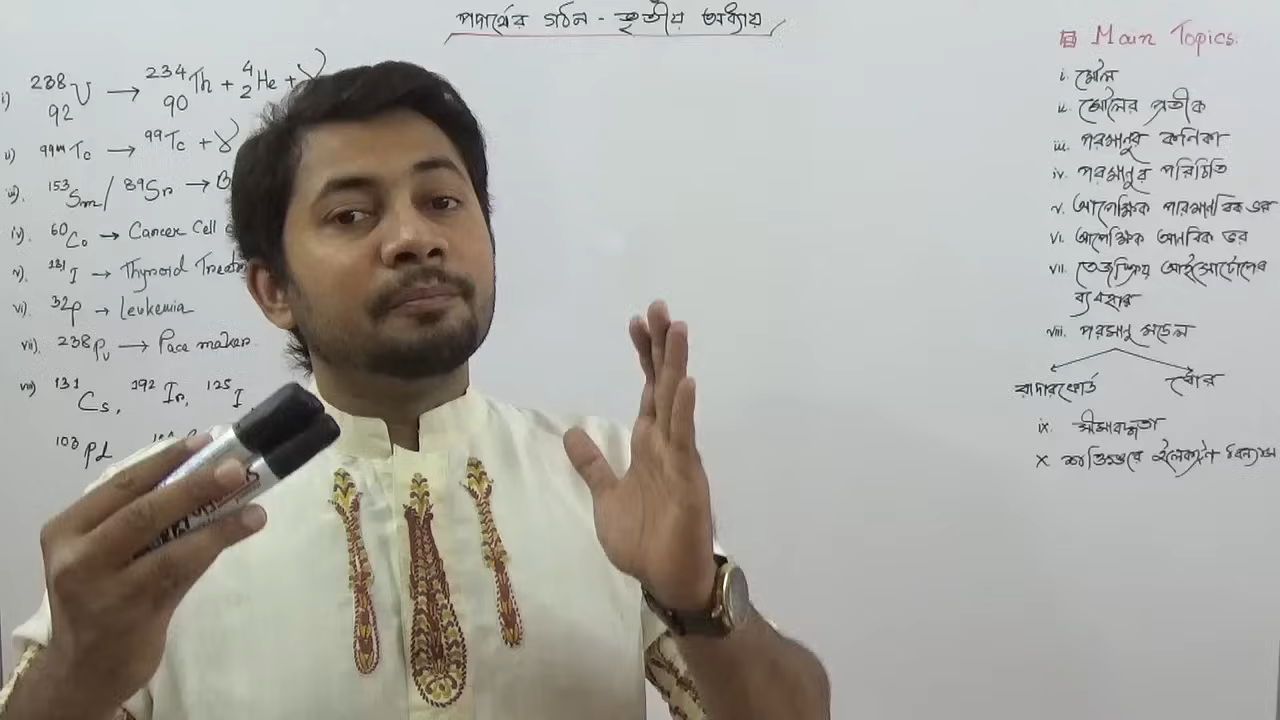 পদার্থের গঠন - তৃতীয় অধ্যায়
i) ²³⁸₉₂U → ²³⁴₉₀Th + ⁴₂He + γ
ii) ⁹⁹ᵐTc → ⁹⁹Tc + γ
iii). ¹⁵³Sm / ⁸⁹Sr →
iv). ⁶⁰Co → Cancer Cell
v). ¹³¹I → Thyroid
vi). ³²P → Leukemia
vii). ²³⁸Pu → Pace maker.
viii). ¹³¹Cs, ¹⁹²Ir, ¹²⁵I
¹⁰³Pd
Main Topics:
i. মৌল
ii. মৌলের প্রতীক
iii. পরমানুর কনিকা
iv. পরমানুর পরিচিতি
v. আপেক্ষিক পারমানবিক ভর
vi. আপেক্ষিক আনবিক ভর
vii. তেজস্ক্রিয় আইসোটোপের
ব্যবহার
viii. পরমানু মডেল
রাদারফোর্ড বোর
ix. সীমাবদ্ধতা
x. শক্তিস্তরে ইলেকট্রন বিন্যাস